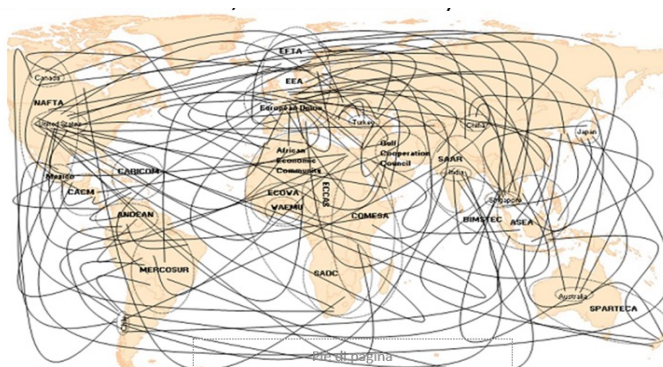 EFTA
EEA
Canada
NAFTA
European Union
United States
Turkey
China
Japan
African
Economic
Community
Gulf
Cooperation
Council
SAAR
India
Mexico
CARICOM
CACM
ECOVA
ECCAS
Singapore
VAEMU
COMESA
ANDEAN
BIMSTEC
ASEA
MERCOSUR
SADC
Australia
SPARTECA
Piè di pagina